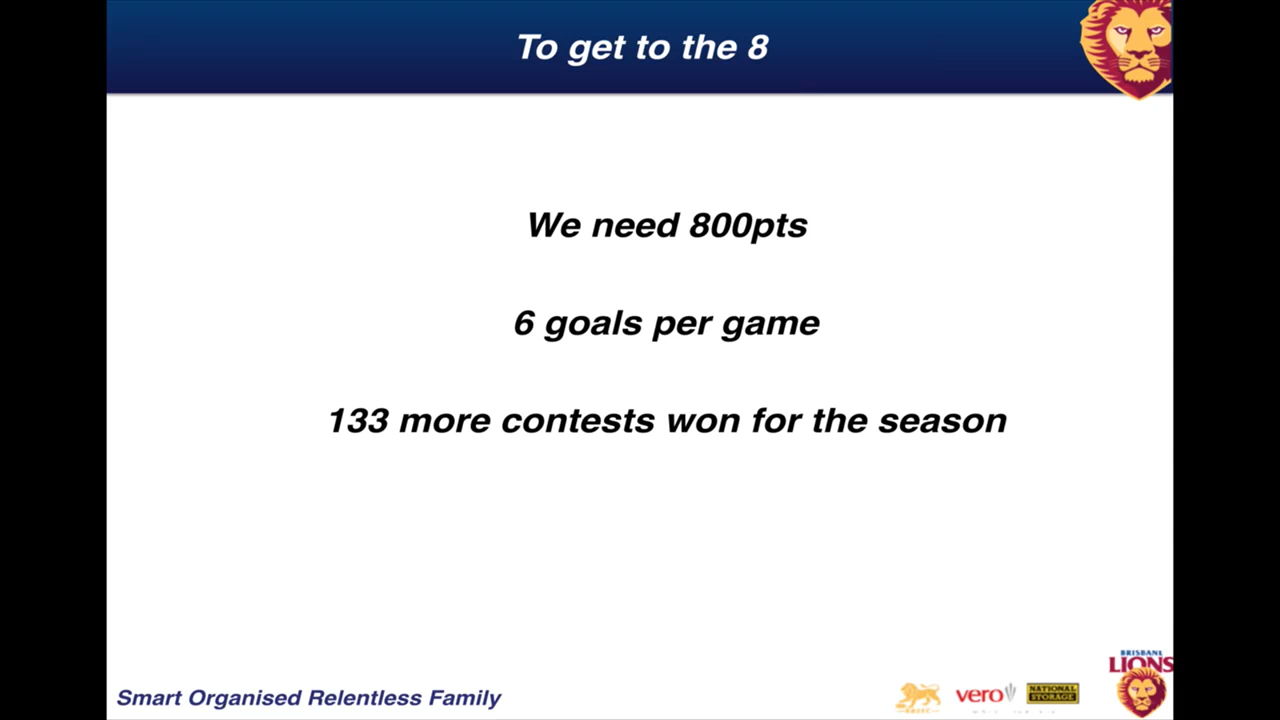 To get to the 8
We need 800pts
6 goals per game
133 more contests won for the season
BRISBANE
LIONS
Smart Organised Relentless Family
vero
NATIONAL
STORAGE